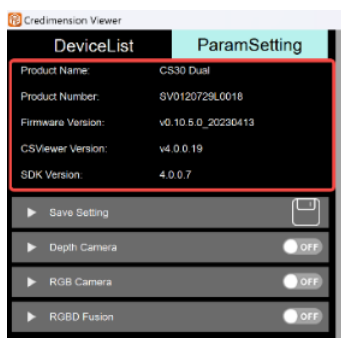 Credimension Viewer
DeviceList ParamSetting
Product Name: CS30 Dual
Product Number: SV0120729L0018
Firmware Version: v0.10.5.0_20230413
CSViewer Version: v4.0.0.19
SDK Version: 4.0.0.7
Save Setting
Depth Camera OFF
RGB Camera OFF
RGBD Fusion OFF